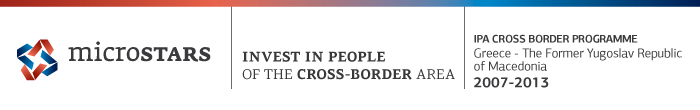 microSTARS
INVEST IN PEOPLE
OF THE CROSS-BORDER AREA
IPA CROSS BORDER PROGRAMME
Greece - The Former Yugoslav Republic
of Macedonia
2007-2013